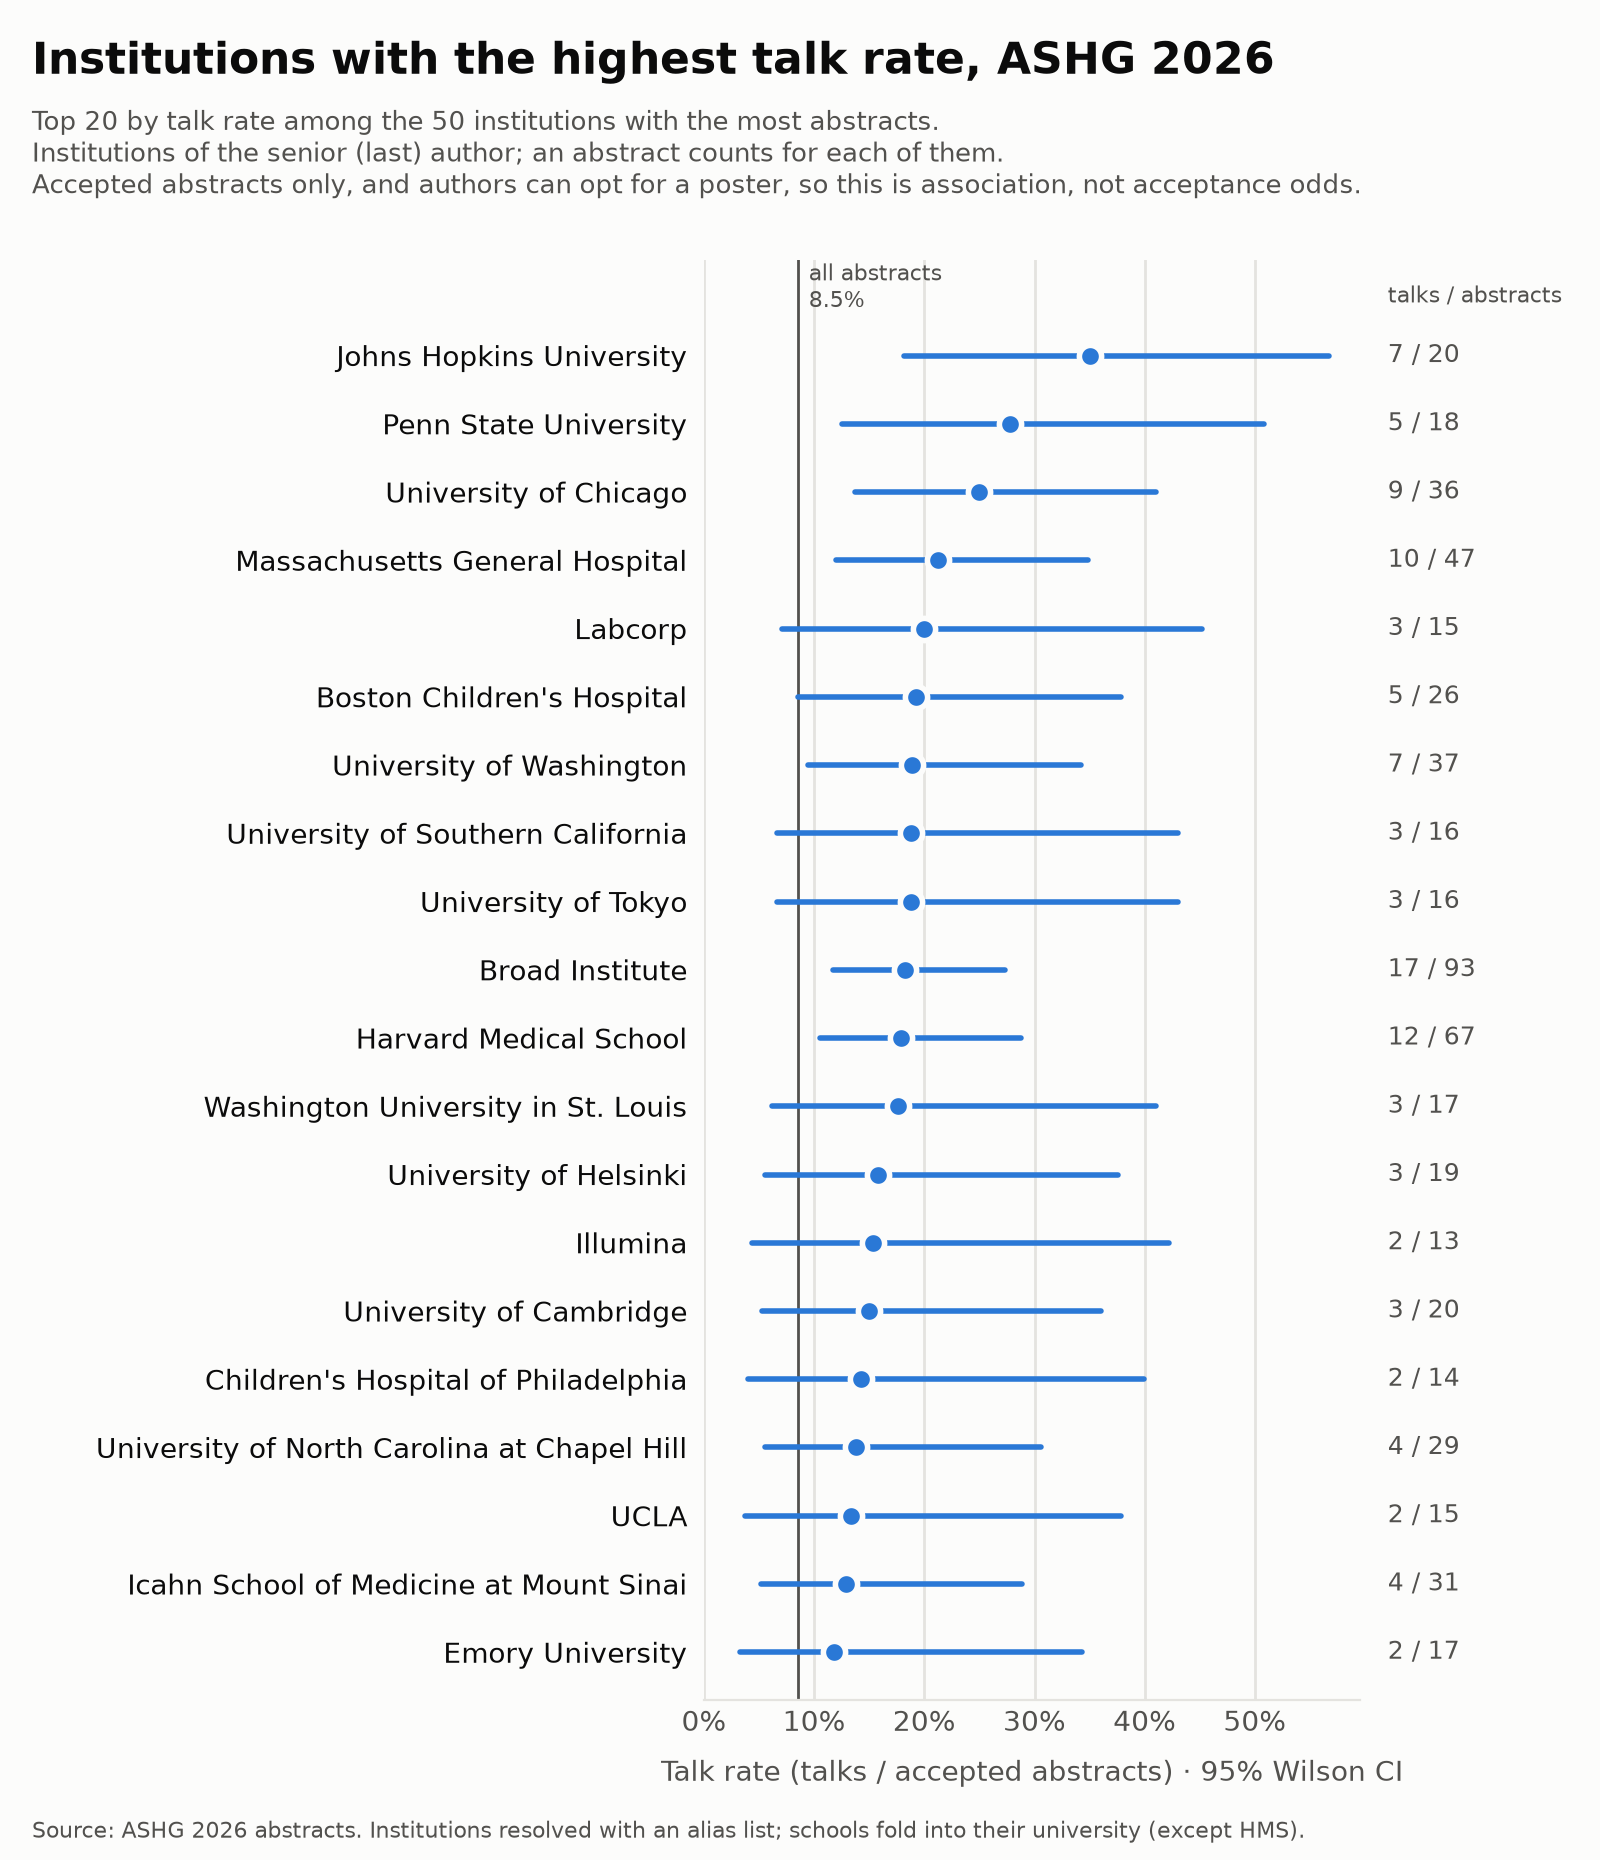 Institutions with the highest talk rate, ASHG 2026
Top 20 by talk rate among the 50 institutions with the most abstracts.
Institutions of the senior (last) author; an abstract counts for each of them.
Accepted abstracts only, and authors can opt for a poster, so this is association, not acceptance odds.
all abstracts
8.5%
talks / abstracts
Johns Hopkins University 7 / 20
Penn State University 5 / 18
University of Chicago 9 / 36
Massachusetts General Hospital 10 / 47
Labcorp 3 / 15
Boston Children's Hospital 5 / 26
University of Washington 7 / 37
University of Southern California 3 / 16
University of Tokyo 3 / 16
Broad Institute 17 / 93
Harvard Medical School 12 / 67
Washington University in St. Louis 3 / 17
University of Helsinki 3 / 19
Illumina 2 / 13
University of Cambridge 3 / 20
Children's Hospital of Philadelphia 2 / 14
University of North Carolina at Chapel Hill 4 / 29
UCLA 2 / 15
Icahn School of Medicine at Mount Sinai 4 / 31
Emory University 2 / 17
0% 10% 20% 30% 40% 50%
Talk rate (talks / accepted abstracts) · 95% Wilson CI
Source: ASHG 2026 abstracts. Institutions resolved with an alias list; schools fold into their university (except HMS).